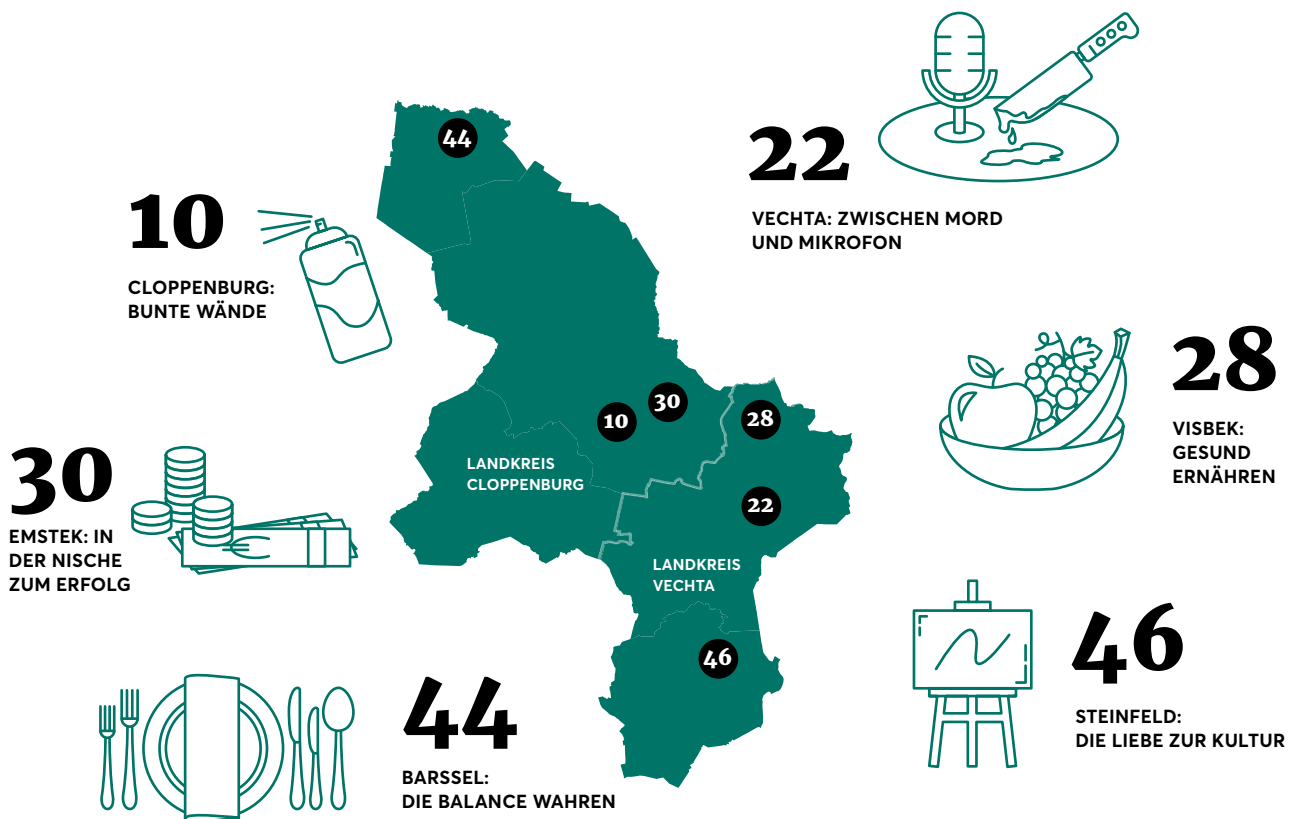 22
VECHTA: ZWISCHEN MORD
UND MIKROFON
10
CLOPPENBURG:
BUNTE WÄNDE
28
VISBEK:
GESUND
ERNÄHREN
30
EMSTEK: IN
DER NISCHE
ZUM ERFOLG
44
10
30
28
22
46
LANDKREIS
CLOPPENBURG
LANDKREIS
VECHTA
46
STEINFELD:
DIE LIEBE ZUR KULTUR
44
BARSSEL:
DIE BALANCE WAHREN